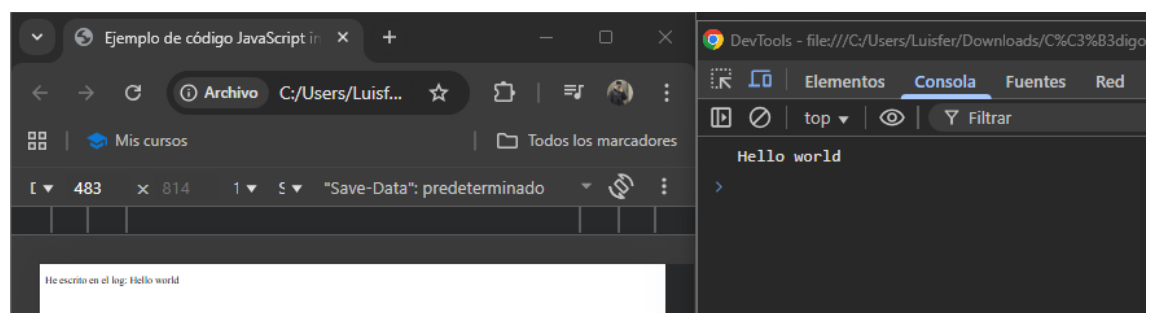 Ejemplo de código JavaScript in
Archivo C:/Users/Luisf...
Mis cursos
Todos los marcadores
483 × 814 1 "Save-Data": predeterminado
He escrito en el log: Hello world
DevTools - file:///C:/Users/Luisfer/Downloads/C%C3%B3digo
Elementos Consola Fuentes Red
top Filtrar
Hello world